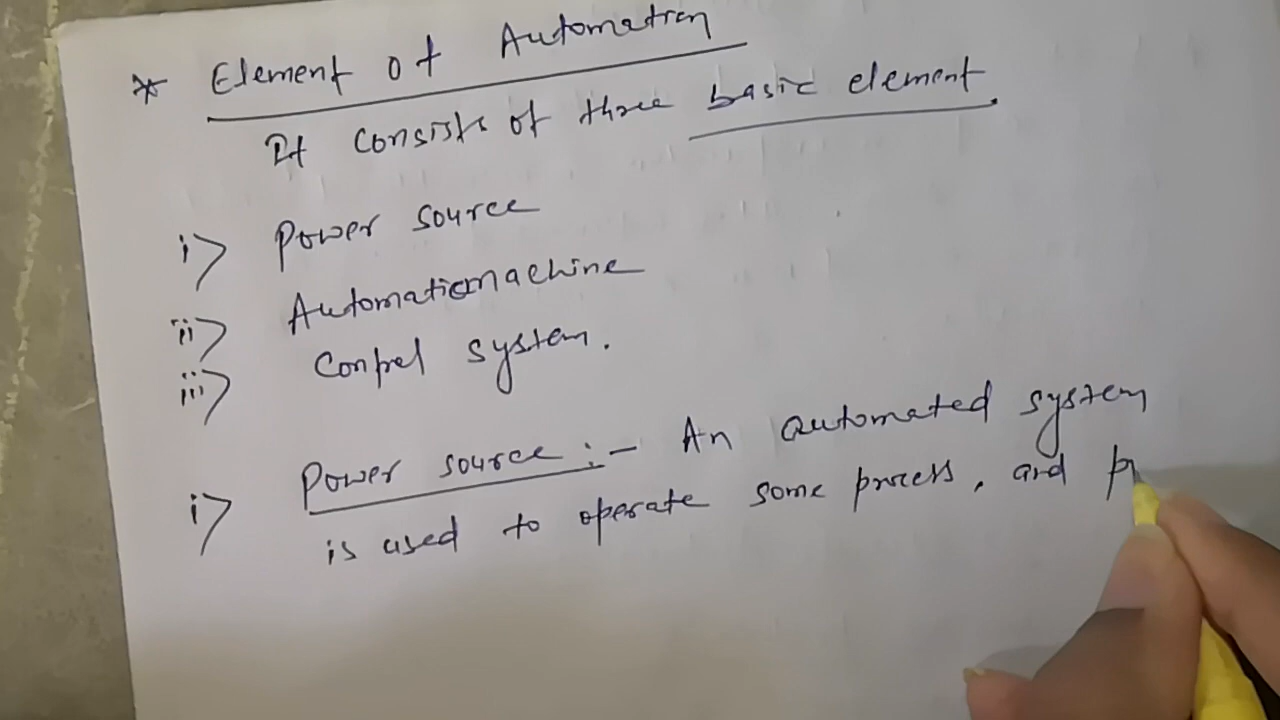 * Element of Automation
It consists of three basic element.
i> Power source
ii> Automaticmachine
iii> Control system.
i> Power source :- An automated system
is used to operate some process, and